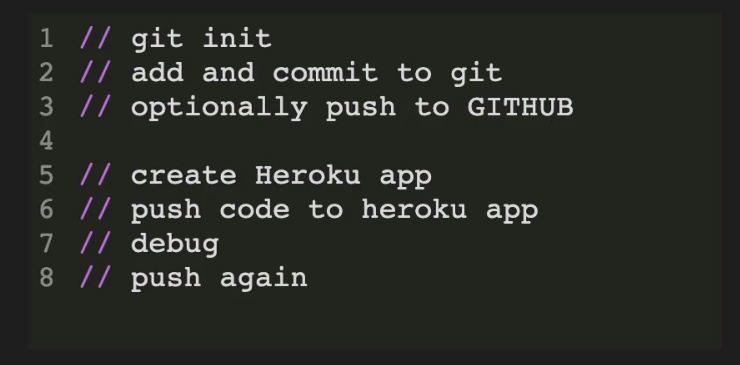 1 // git init
2 // add and commit to git
3 // optionally push to GITHUB
4
5 // create Heroku app
6 // push code to heroku app
7 // debug
8 // push again